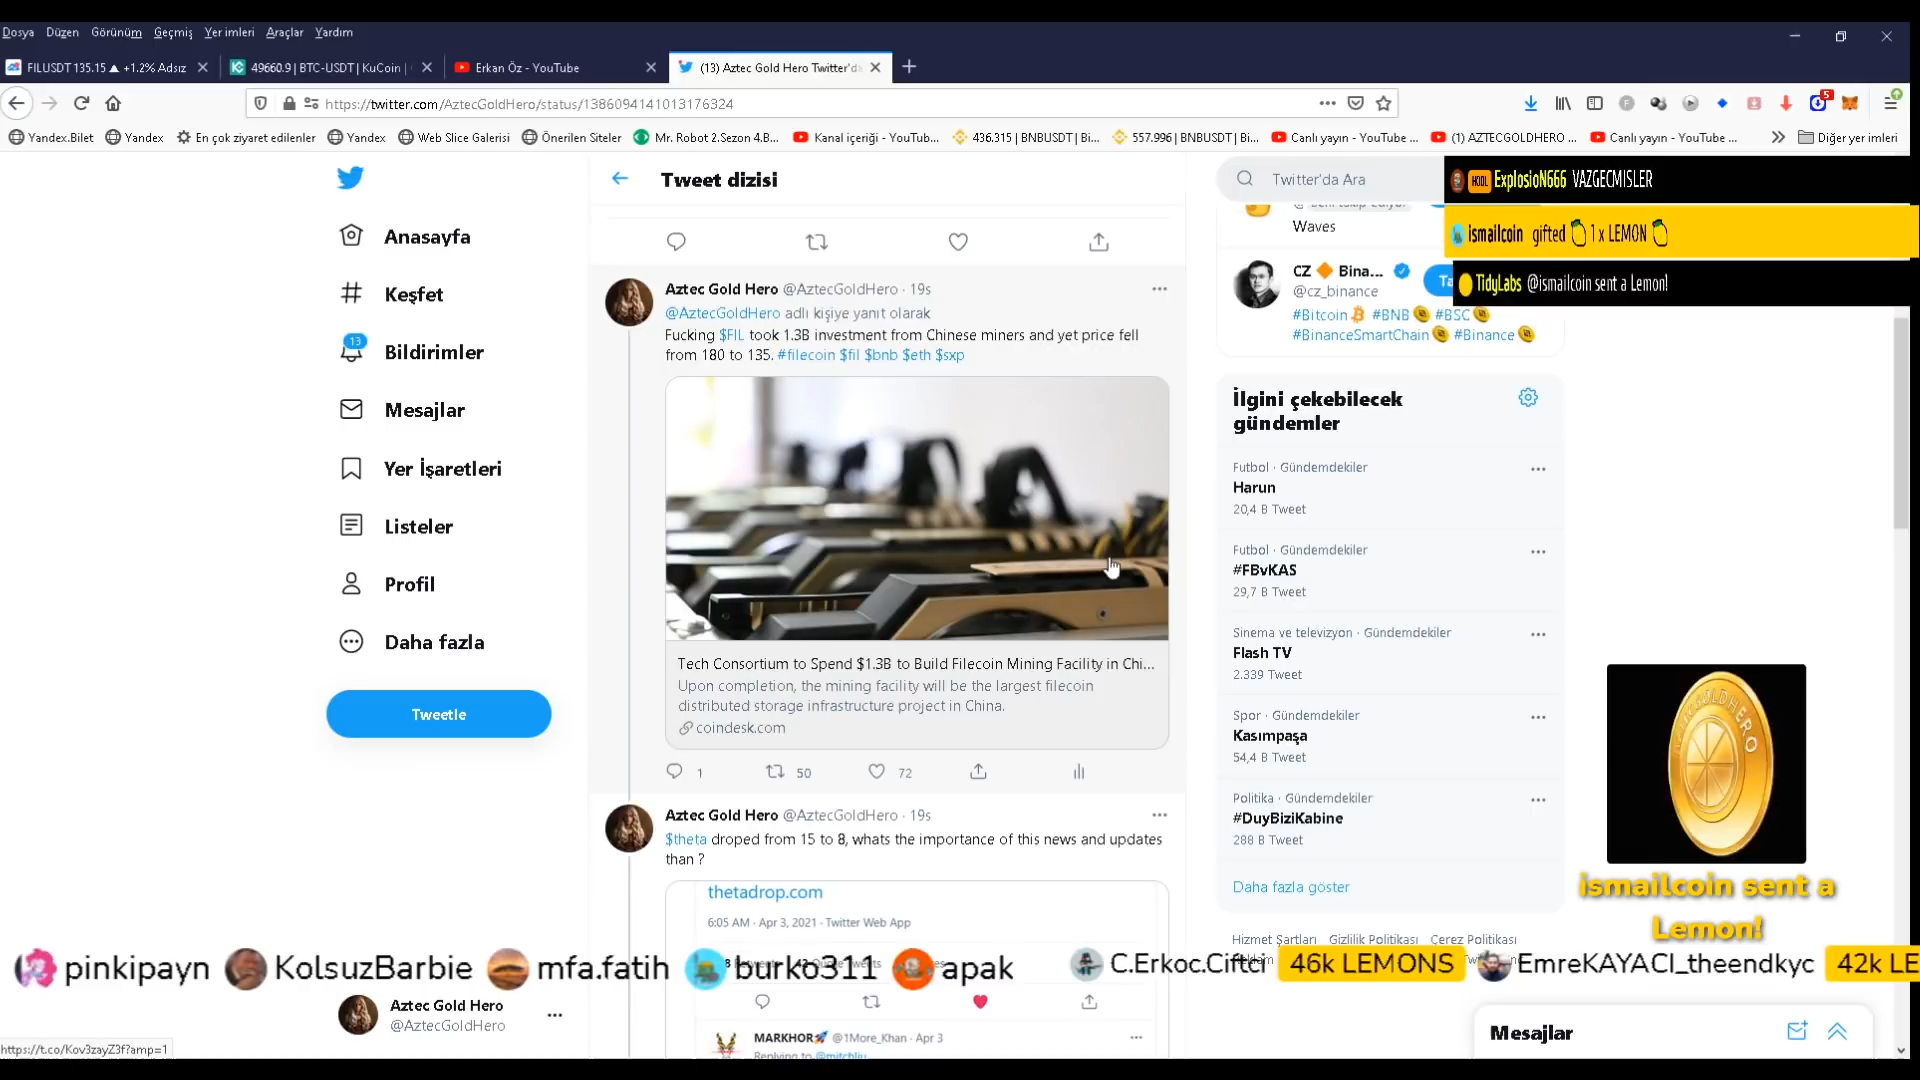 Dosya Düzen Görünüm Geçmiş Yer imleri Araçlar Yardım
FILUSDT 135.15 ▲ +1.2% Adsız
49660.9 | BTC-USDT | KuCoin |
Erkan Öz - YouTube
(13) Aztec Gold Hero Twitter'da
https://twitter.com/AztecGoldHero/status/1386094141013176324
5
Yandex.Bilet Yandex En çok ziyaret edilenler Yandex Web Slice Galerisi Önerilen Siteler Mr. Robot 2.Sezon 4.B... Kanal içeriği - YouTub... 436.315 | BNBUSDT | Bi... 557.996 | BNBUSDT | Bi... Canlı yayın - YouTube ... (1) AZTECGOLDHERO ... Canlı yayın - YouTube ... Diğer yer imleri
Anasayfa
Keşfet
13
Bildirimler
Mesajlar
Yer İşaretleri
Listeler
Profil
Daha fazla
Tweetle
Aztec Gold Hero
@AztecGoldHero
Tweet dizisi
Aztec Gold Hero @AztecGoldHero · 19s
@AztecGoldHero adlı kişiye yanıt olarak
Fucking $FIL took 1.3B investment from Chinese miners and yet price fell
from 180 to 135. #filecoin $fil $bnb $eth $sxp
Tech Consortium to Spend $1.3B to Build Filecoin Mining Facility in Chi...
Upon completion, the mining facility will be the largest filecoin
distributed storage infrastructure project in China.
coindesk.com
1 50 72
Aztec Gold Hero @AztecGoldHero · 19s
$theta droped from 15 to 8, whats the importance of this news and updates
than ?
thetadrop.com
6:05 AM · Apr 3, 2021 · Twitter Web App
MARKHOR @1More_Khan · Apr 3
Replying to @mitchliu
Twitter'da Ara
Waves
CZ Bina...
@cz_binance
Ta
#Bitcoin #BNB #BSC
#BinanceSmartChain #Binance
İlgini çekebilecek
gündemler
Futbol · Gündemdekiler
Harun
20,4 B Tweet
Futbol · Gündemdekiler
#FBvKAS
29,7 B Tweet
Sinema ve televizyon · Gündemdekiler
Flash TV
2.339 Tweet
Spor · Gündemdekiler
Kasımpaşa
54,4 B Tweet
Politika · Gündemdekiler
#DuyBiziKabine
288 B Tweet
Daha fazla göster
Hizmet Şartları Gizlilik Politikası Çerez Politikası
Mesajlar
HODL ExplosioN666 VAZGECMISLER
ismailcoin gifted 1 x LEMON
TidyLabs @ismailcoin sent a Lemon!
GOLDHERO
ismailcoin sent a
Lemon!
pinkipayn KolsuzBarbie mfa.fatih burko311 apak C.Erkoc.Ciftci 46k LEMONS EmreKAYACI_theendkyc 42k LE
https://t.co/Kov3zayZ3f?amp=1